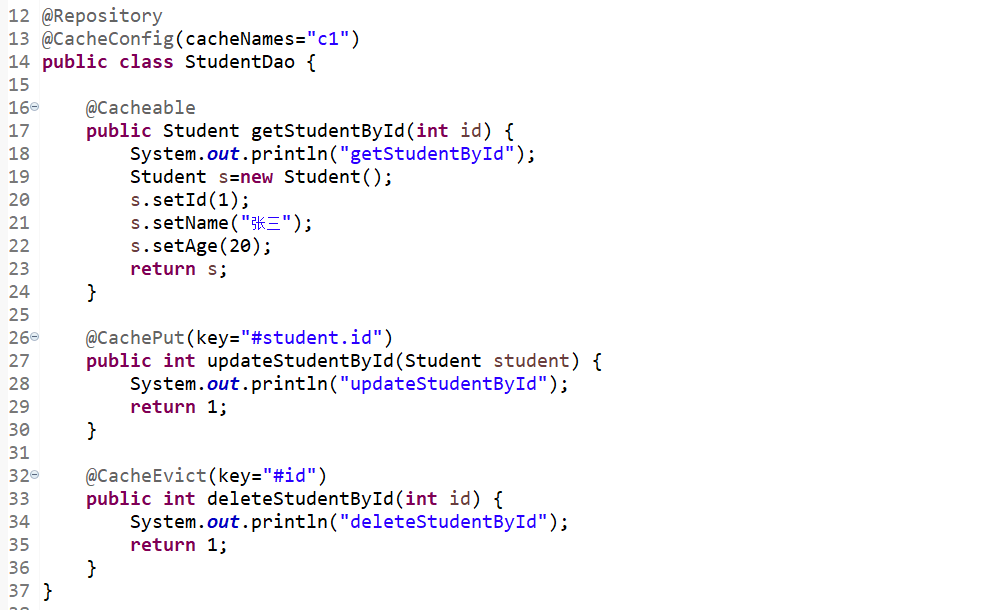 12 @Repository
13 @CacheConfig(cacheNames="c1")
14 public class StudentDao {
15
16 @Cacheable
17 public Student getStudentById(int id) {
18 System.out.println("getStudentById");
19 Student s=new Student();
20 s.setId(1);
21 s.setName("张三");
22 s.setAge(20);
23 return s;
24 }
25
26 @CachePut(key="#student.id")
27 public int updateStudentById(Student student) {
28 System.out.println("updateStudentById");
29 return 1;
30 }
31
32 @CacheEvict(key="#id")
33 public int deleteStudentById(int id) {
34 System.out.println("deleteStudentById");
35 return 1;
36 }
37 }